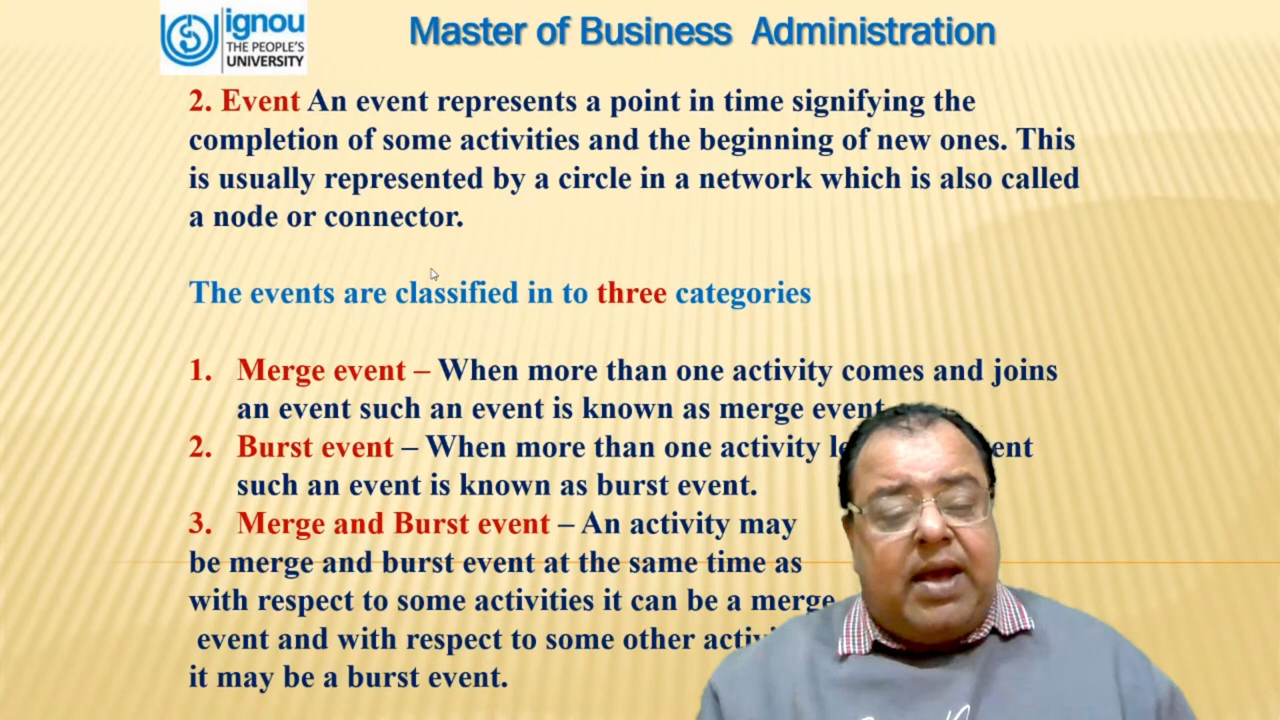 ignou
THE PEOPLE'S
UNIVERSITY
Master of Business Administration
2. Event An event represents a point in time signifying the
completion of some activities and the beginning of new ones. This
is usually represented by a circle in a network which is also called
a node or connector.
The events are classified in to three categories
1. Merge event – When more than one activity comes and joins
an event such an event is known as merge event
2. Burst event – When more than one activity
such an event is known as burst event.
3. Merge and Burst event – An activity may
be merge and burst event at the same time as
with respect to some activities it can be a merge
event and with respect to some other
it may be a burst event.